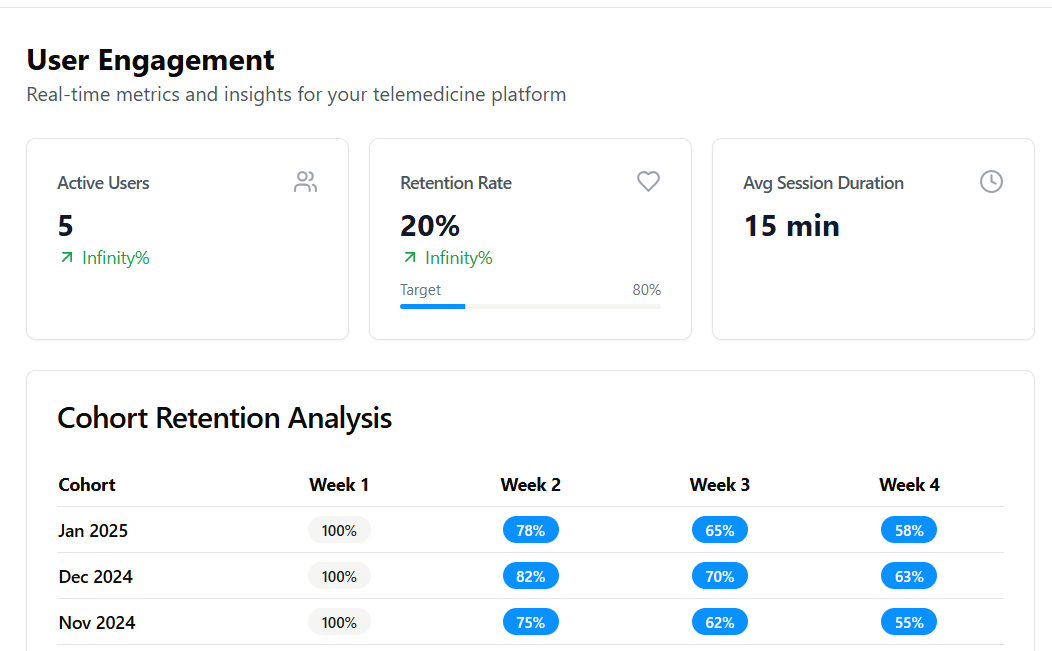 User Engagement
Real-time metrics and insights for your telemedicine platform
Active Users
5
Infinity%
Retention Rate
20%
Infinity%
Target 80%
Avg Session Duration
15 min
Cohort Retention Analysis
Cohort Week 1 Week 2 Week 3 Week 4
Jan 2025 100% 78% 65% 58%
Dec 2024 100% 82% 70% 63%
Nov 2024 100% 75% 62% 55%